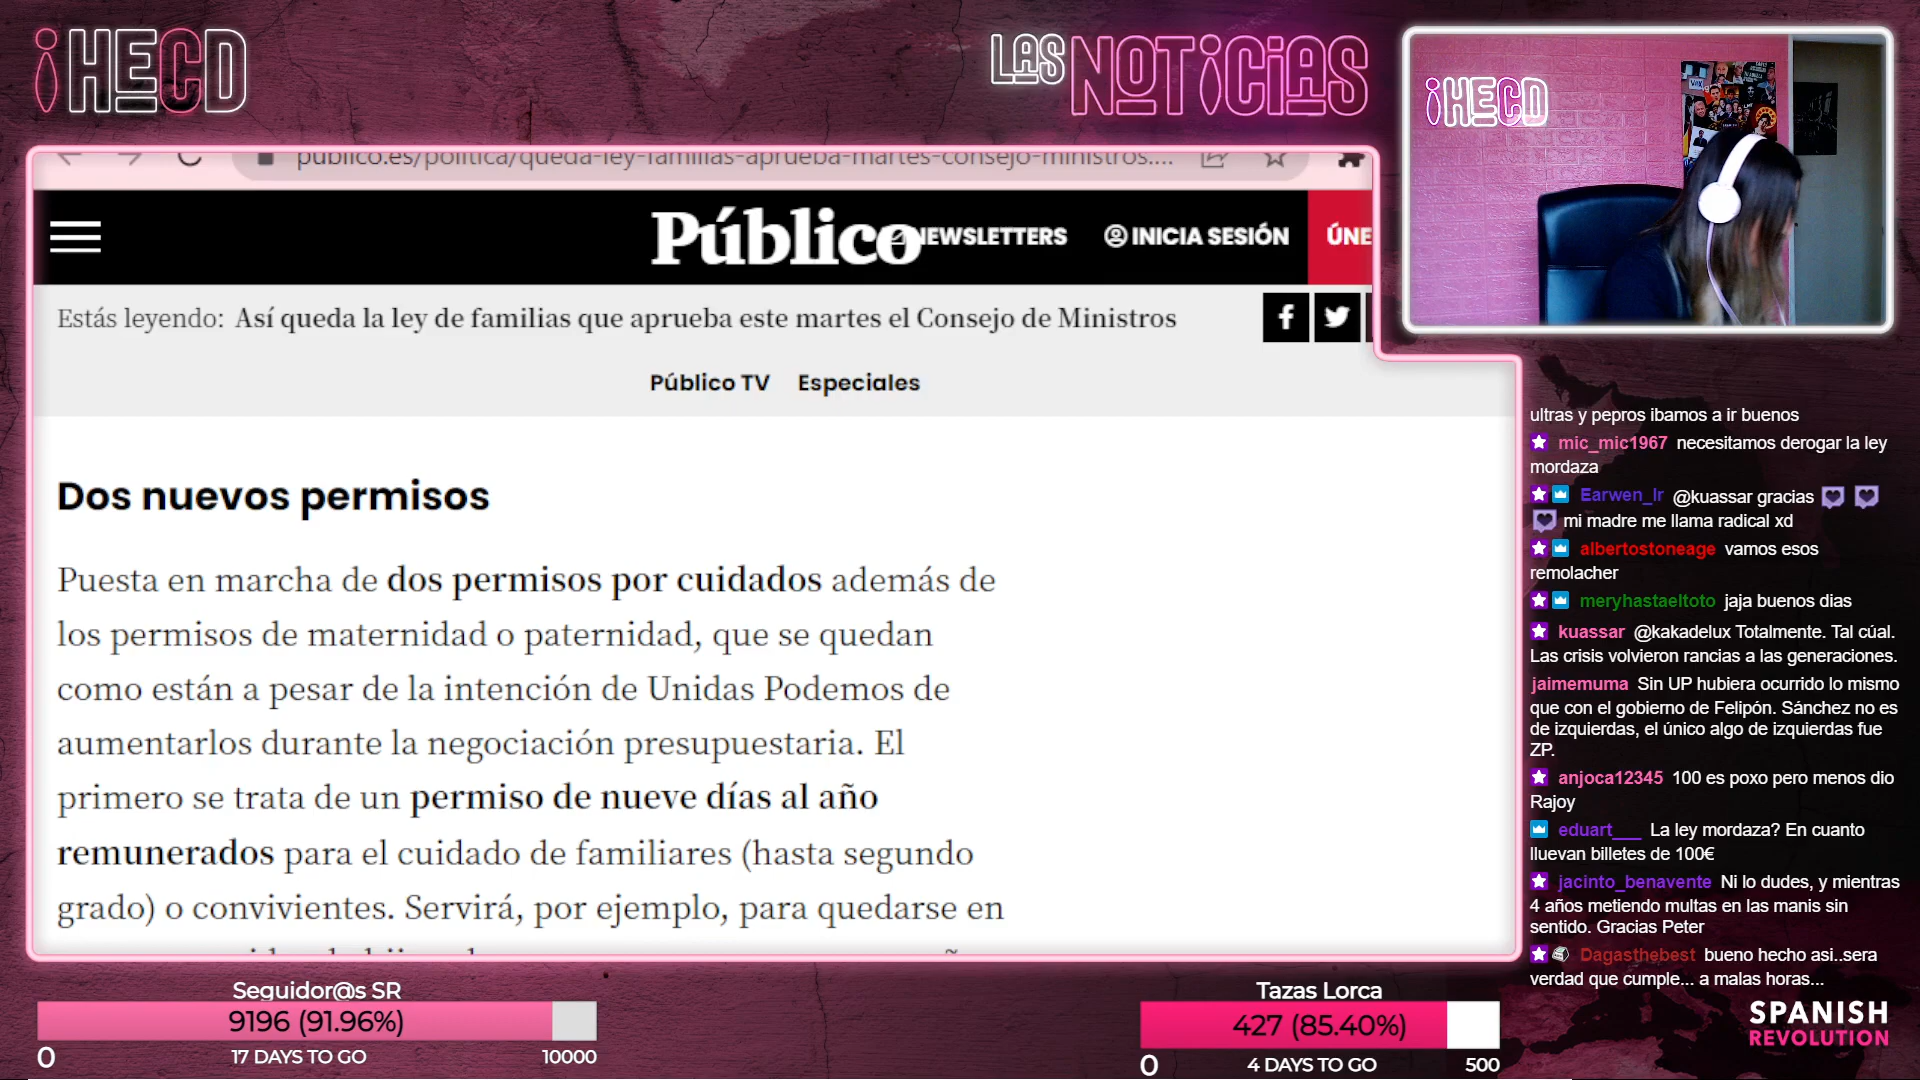 iHECD
LAS NOTICIAS
iHECD
publico.es/politica/queda-ley-familias-aprueba-martes-consejo-ministros....
Público
NEWSLETTERS
INICIA SESIÓN
ÚNE
Estás leyendo: Así queda la ley de familias que aprueba este martes el Consejo de Ministros
Público TV Especiales
Dos nuevos permisos
Puesta en marcha de dos permisos por cuidados además de
los permisos de maternidad o paternidad, que se quedan
como están a pesar de la intención de Unidas Podemos de
aumentarlos durante la negociación presupuestaria. El
primero se trata de un permiso de nueve días al año
remunerados para el cuidado de familiares (hasta segundo
grado) o convivientes. Servirá, por ejemplo, para quedarse en
ultras y pepros ibamos a ir buenos
mic_mic1967 necesitamos derogar la ley
mordaza
Earwen_lr @kuassar gracias
mi madre me llama radical xd
albertostoneage vamos esos
remolacher
meryhastaeltoto jaja buenos dias
kuassar @kakadelux Totalmente. Tal cúal.
Las crisis volvieron rancias a las generaciones.
jaimemuma Sin UP hubiera ocurrido lo mismo
que con el gobierno de Felipón. Sánchez no es
de izquierdas, el único algo de izquierdas fue
ZP.
anjoca12345 100 es poxo pero menos dio
Rajoy
eduart___ La ley mordaza? En cuanto
lluevan billetes de 100€
jacinto_benavente Ni lo dudes, y mientras
4 años metiendo multas en las manis sin
sentido. Gracias Peter
Dagasthebest bueno hecho asi..sera
verdad que cumple... a malas horas...
Seguidor@s SR
9196 (91.96%)
0 17 DAYS TO GO 10000
Tazas Lorca
427 (85.40%)
0 4 DAYS TO GO 500
SPANISH
REVOLUTION